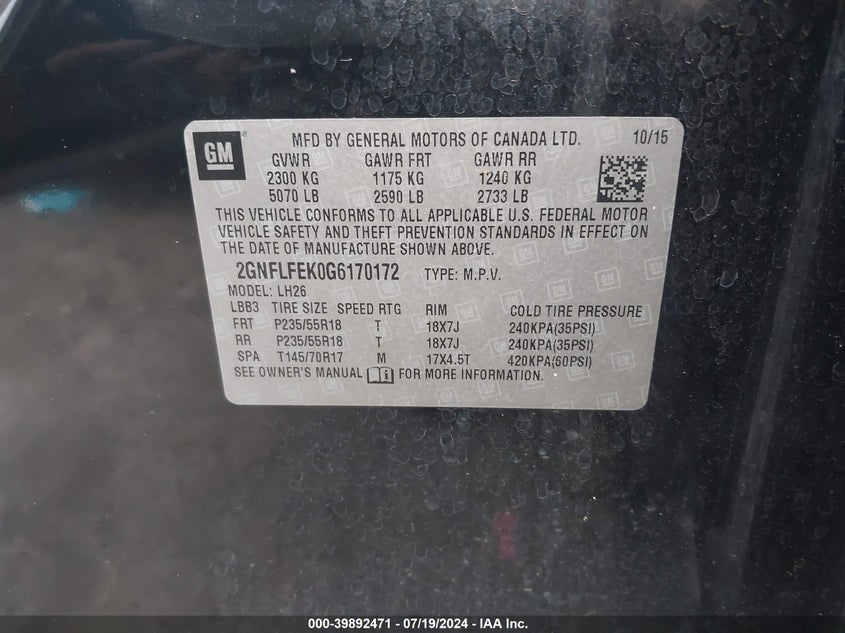 GM
MFD BY GENERAL MOTORS OF CANADA LTD. 10/15
GVWR GAWR FRT GAWR RR
2300 KG 1175 KG 1240 KG
5070 LB 2590 LB 2733 LB
THIS VEHICLE CONFORMS TO ALL APPLICABLE U.S. FEDERAL MOTOR
VEHICLE SAFETY AND THEFT PREVENTION STANDARDS IN EFFECT ON
THE DATE OF MANUFACTURE SHOWN ABOVE.
2GNFLFEK0G6170172 TYPE: M.P.V.
MODEL: LH26
LBB3 TIRE SIZE SPEED RTG RIM COLD TIRE PRESSURE
FRT P235/55R18 T 18X7J 240KPA(35PSI)
RR P235/55R18 T 18X7J 240KPA(35PSI)
SPA T145/70R17 M 17X4.5T 420KPA(60PSI)
SEE OWNER'S MANUAL FOR MORE INFORMATION.
000-39892471 / 07/19/2024 - IAA Inc.